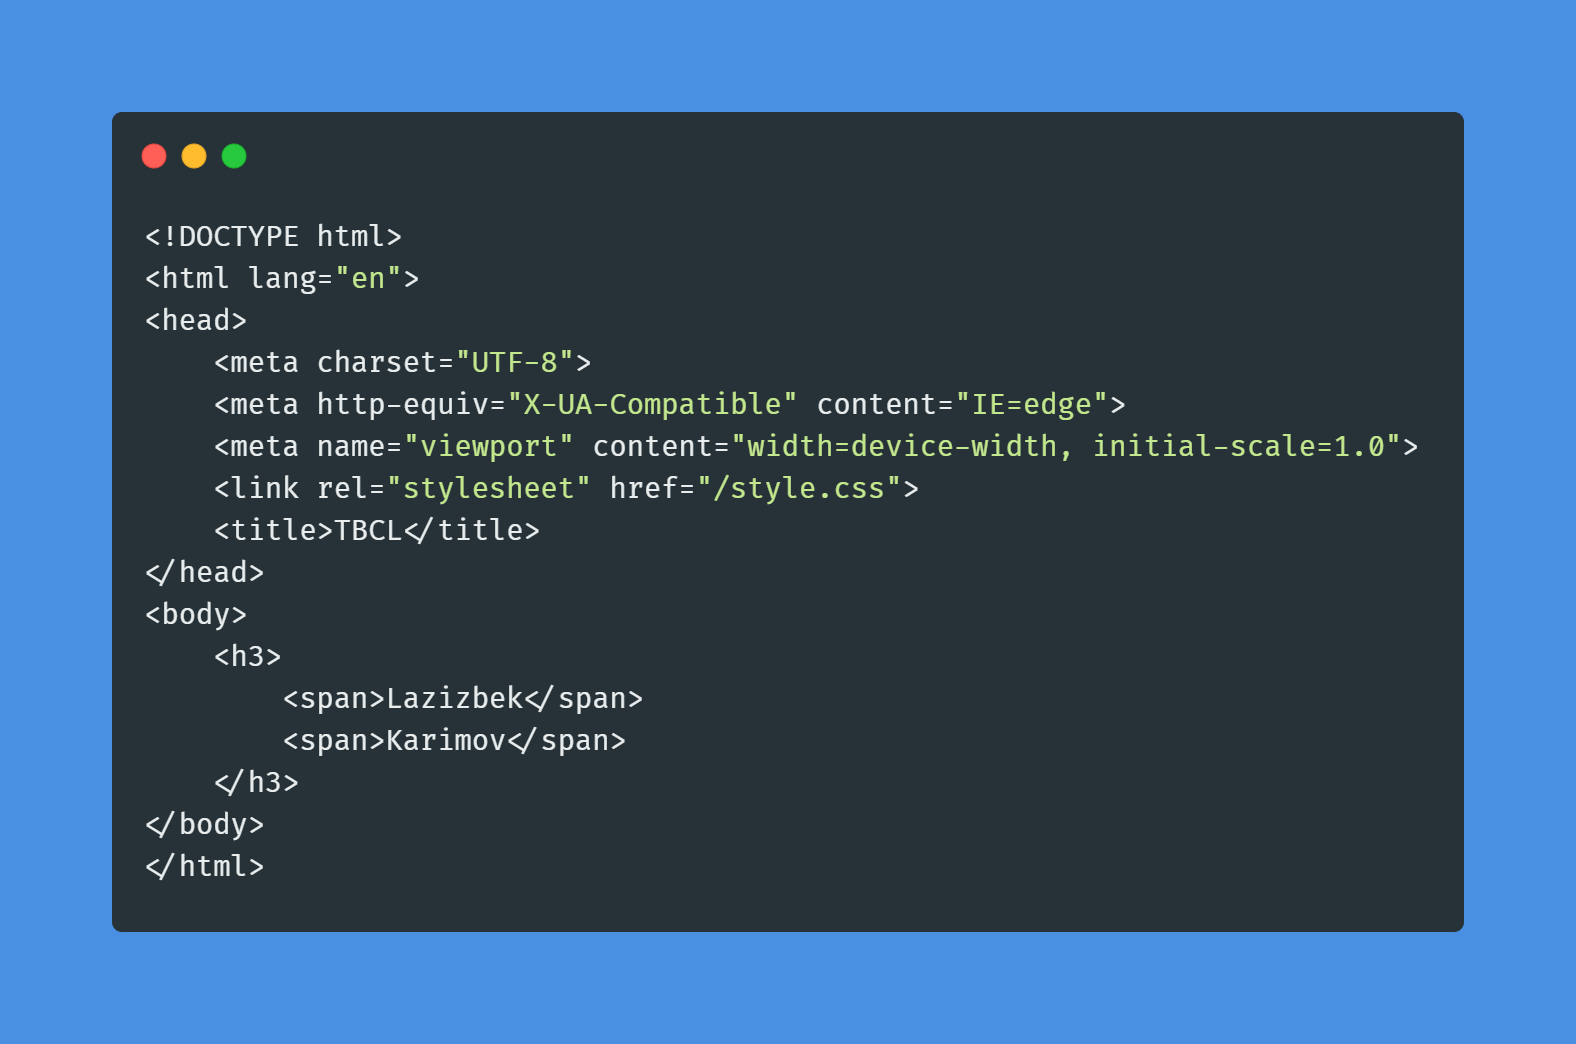 <!DOCTYPE html>
<html lang="en">
<head>
    <meta charset="UTF-8">
    <meta http-equiv="X-UA-Compatible" content="IE=edge">
    <meta name="viewport" content="width=device-width, initial-scale=1.0">
    <link rel="stylesheet" href="/style.css">
    <title>TBCL</title>
</head>
<body>
    <h3>
        <span>Lazizbek</span>
        <span>Karimov</span>
    </h3>
</body>
</html>